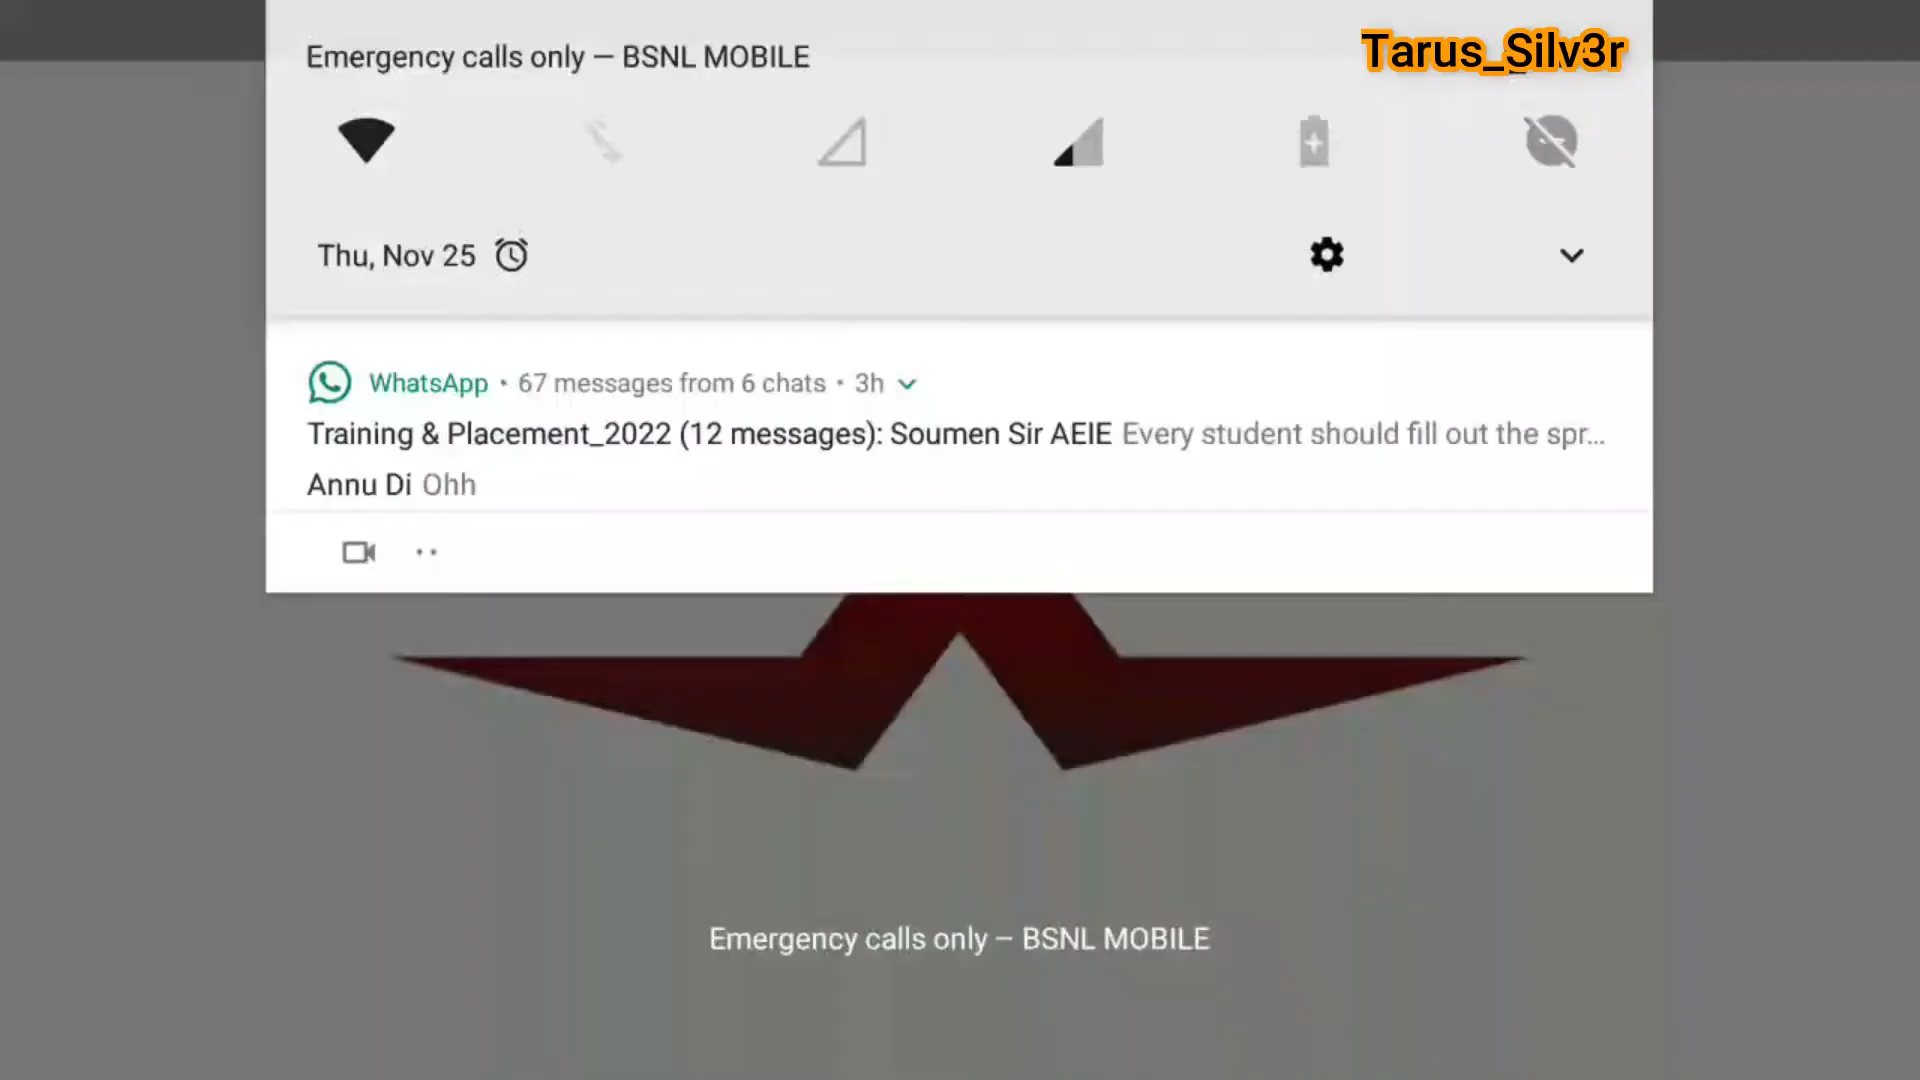 Emergency calls only — BSNL MOBILE
Tarus_Silv3r
Thu, Nov 25
WhatsApp • 67 messages from 6 chats • 3h
Training & Placement_2022 (12 messages): Soumen Sir AEIE Every student should fill out the spr...
Annu Di Ohh
Emergency calls only – BSNL MOBILE